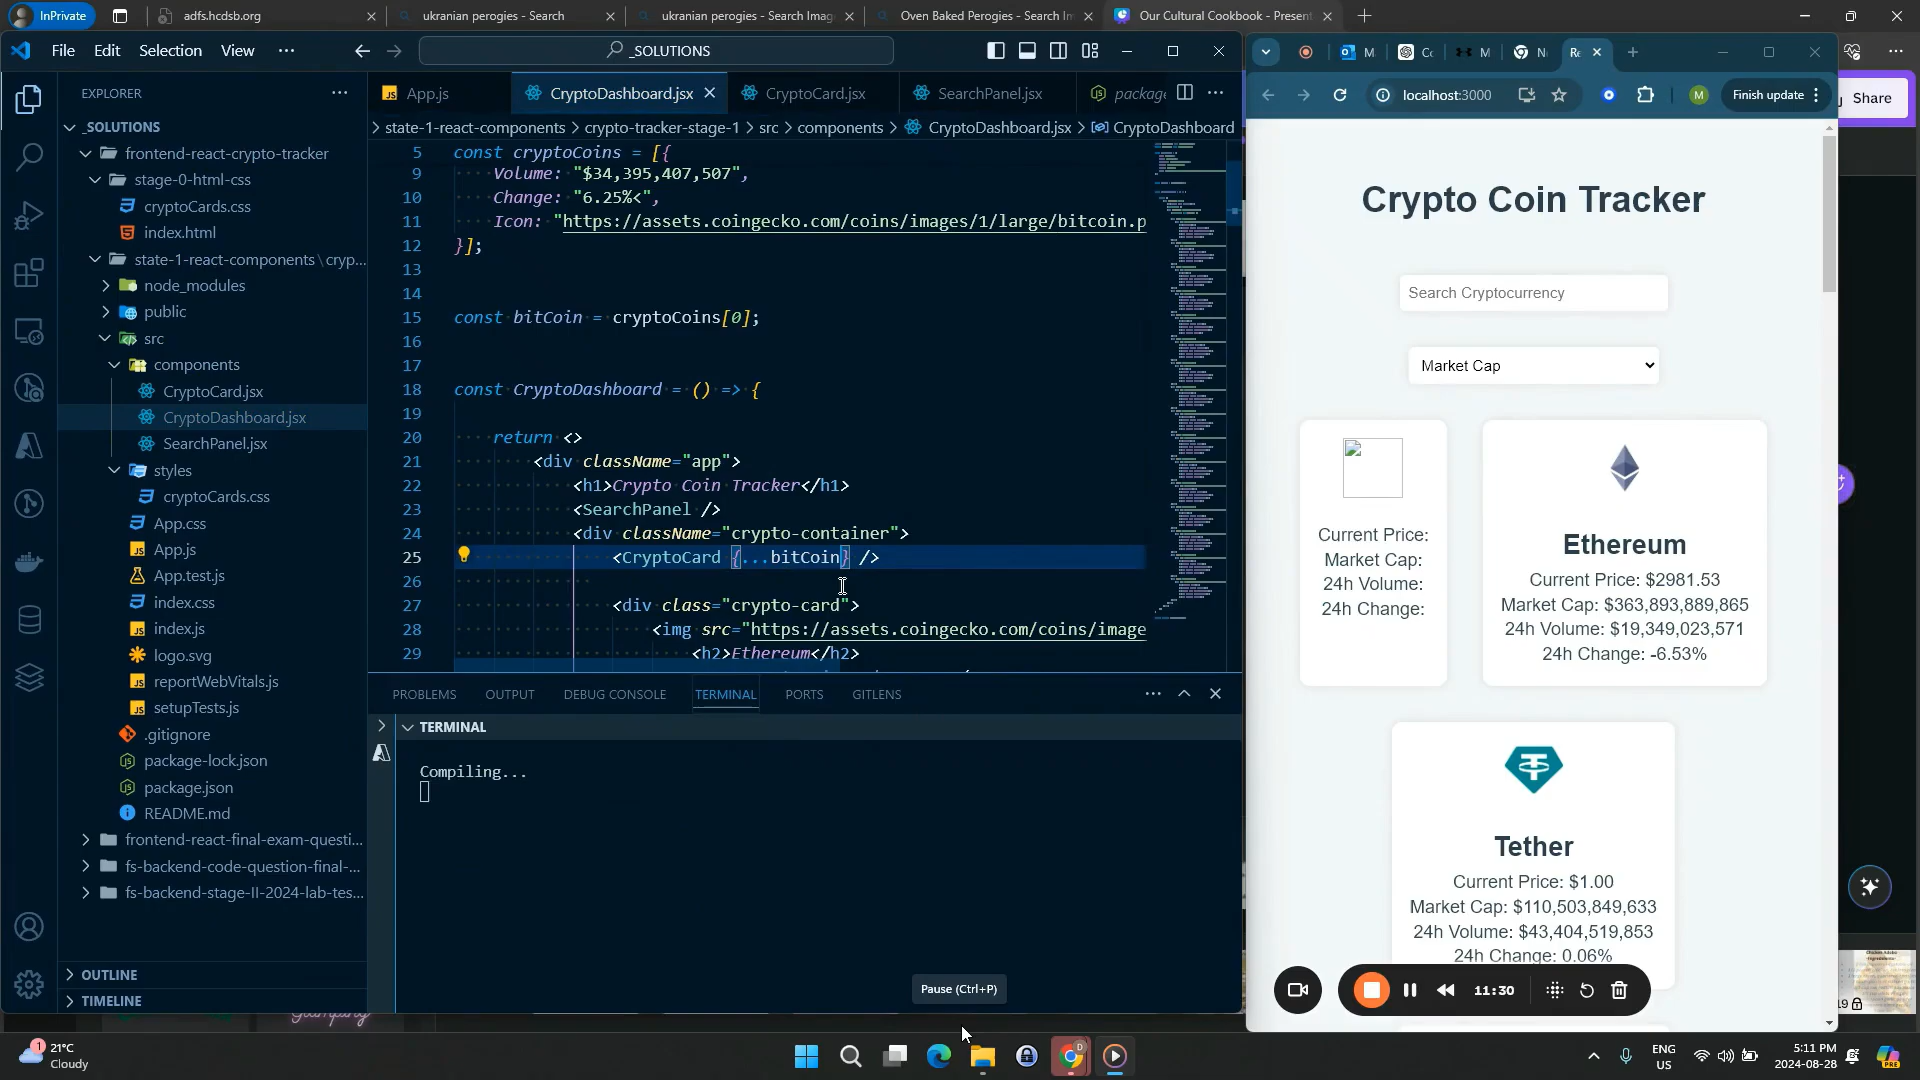 InPrivate
adfs.hcdsb.org
ukranian perogies - Search
ukranian perogies - Search Imag
Oven Baked Perogies - Search Im
Our Cultural Cookbook - Present
File Edit Selection View
_SOLUTIONS
EXPLORER
_SOLUTIONS
frontend-react-crypto-tracker
stage-0-html-css
cryptoCards.css
index.html
state-1-react-components\cryp...
node_modules
public
src
components
CryptoCard.jsx
CryptoDashboard.jsx
SearchPanel.jsx
styles
cryptoCards.css
App.css
App.js
App.test.js
index.css
index.js
logo.svg
reportWebVitals.js
setupTests.js
.gitignore
package-lock.json
package.json
README.md
frontend-react-final-exam-questi...
fs-backend-code-question-final-...
fs-backend-stage-II-2024-lab-tes...
OUTLINE
TIMELINE
App.js
CryptoDashboard.jsx
CryptoCard.jsx
SearchPanel.jsx
package
state-1-react-components > crypto-tracker-stage-1 > src > components > CryptoDashboard.jsx > CryptoDashboard
5 const cryptoCoins = [{
9 Volume: "$34,395,407,507",
10 Change: "6.25%<",
11 Icon: "https://assets.coingecko.com/coins/images/1/large/bitcoin.p
12 }];
13
14
15 const bitCoin = cryptoCoins[0];
16
17
18 const CryptoDashboard = () => {
19
20 return <>
21 <div className="app">
22 <h1>Crypto Coin Tracker</h1>
23 <SearchPanel />
24 <div className="crypto-container">
25 <CryptoCard {...bitCoin} />
26
27 <div class="crypto-card">
28 <img src="https://assets.coingecko.com/coins/image
29 <h2>Ethereum</h2>
PROBLEMS OUTPUT DEBUG CONSOLE TERMINAL PORTS GITLENS
TERMINAL
Compiling...
Pause (Ctrl+P)
localhost:3000
Finish update
Share
Crypto Coin Tracker
Search Cryptocurrency
Market Cap
Current Price:
Market Cap:
24h Volume:
24h Change:
Ethereum
Current Price: $2981.53
Market Cap: $363,893,889,865
24h Volume: $19,349,023,571
24h Change: -6.53%
Tether
Current Price: $1.00
Market Cap: $110,503,849,633
24h Volume: $43,404,519,853
24h Change: 0.06%
11:30
21°C
Cloudy
ENG
US
5:11 PM
2024-08-28